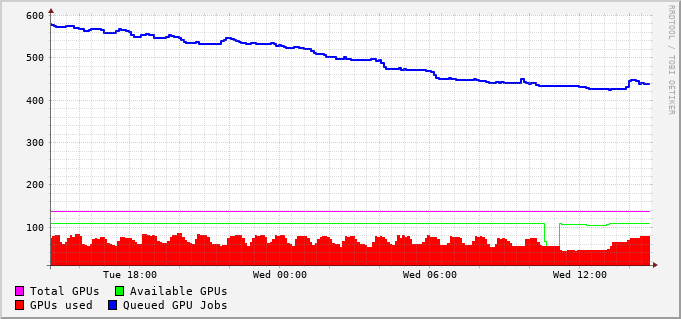 RRDTOOL / TOBI OETIKER
600
500
400
300
200
100
Tue 18:00 Wed 00:00 Wed 06:00 Wed 12:00
Total GPUs Available GPUs
GPUs used Queued GPU Jobs